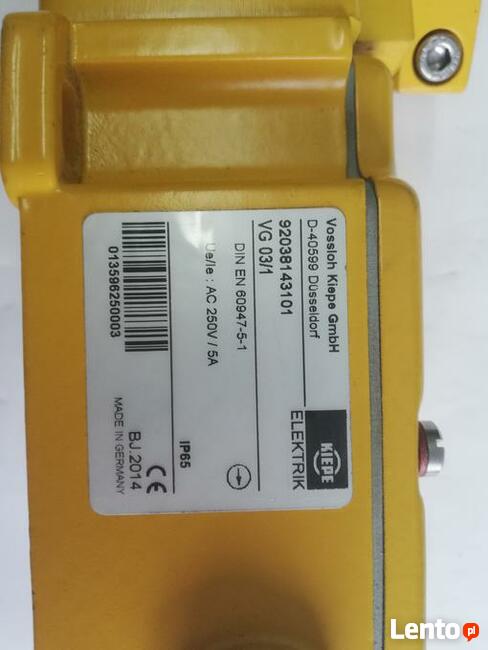 Vossloh Kiepe GmbH
D-40599 Düsseldorf
KIEPE
ELEKTRIK
92038143101
VG 03/1
DIN EN 60947-5-1
Ue/Ie : AC 250V / 5A
IP65
013596250003
CE
BJ.2014
MADE IN GERMANY
Lento.pl